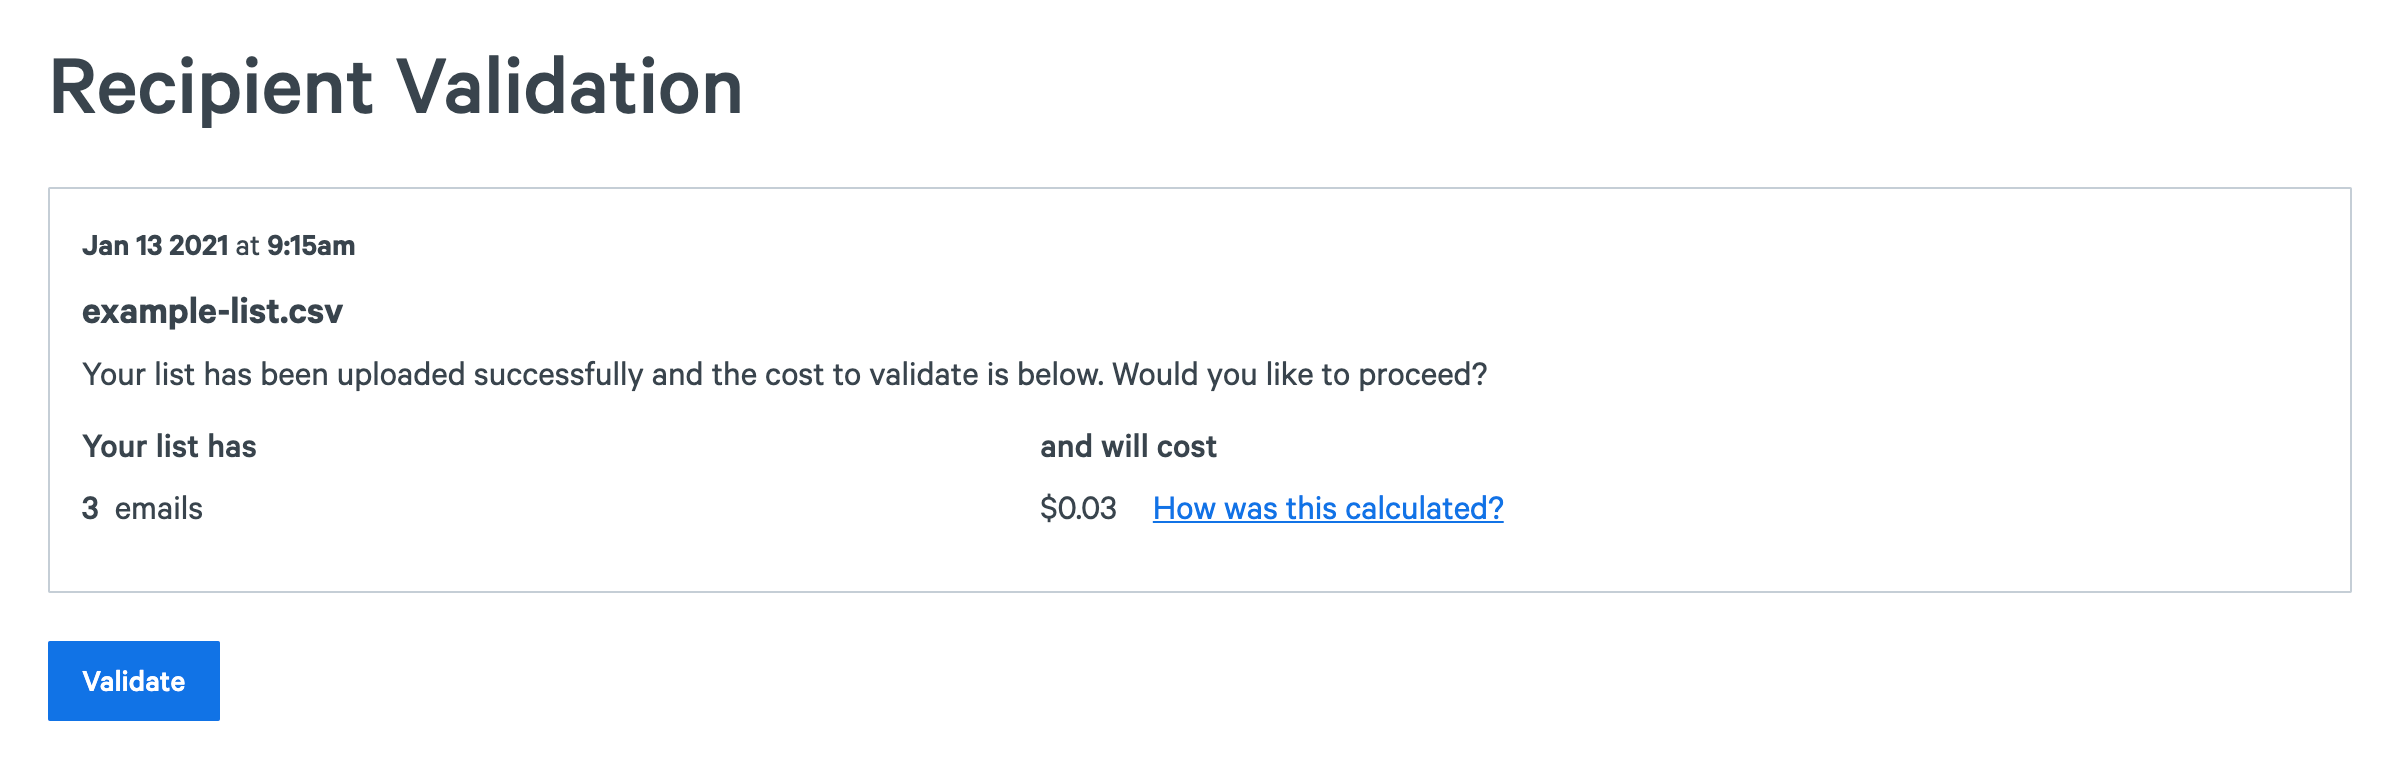 Recipient Validation
Jan 13 2021 at 9:15am
example-list.csv
Your list has been uploaded successfully and the cost to validate is below. Would you like to proceed?
Your list has
and will cost
3 emails
$0.03 How was this calculated?
Validate